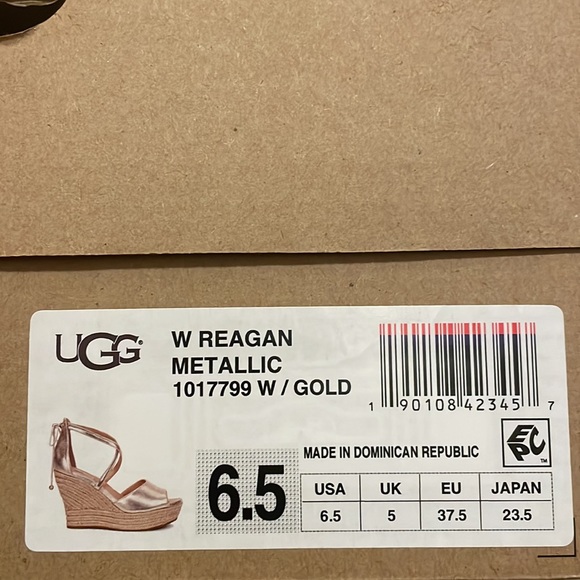 UGG®
W REAGAN
METALLIC
1017799 W / GOLD
1 90108 42345 7
MADE IN DOMINICAN REPUBLIC
EPC™
6.5
USA UK EU JAPAN
6.5 5 37.5 23.5